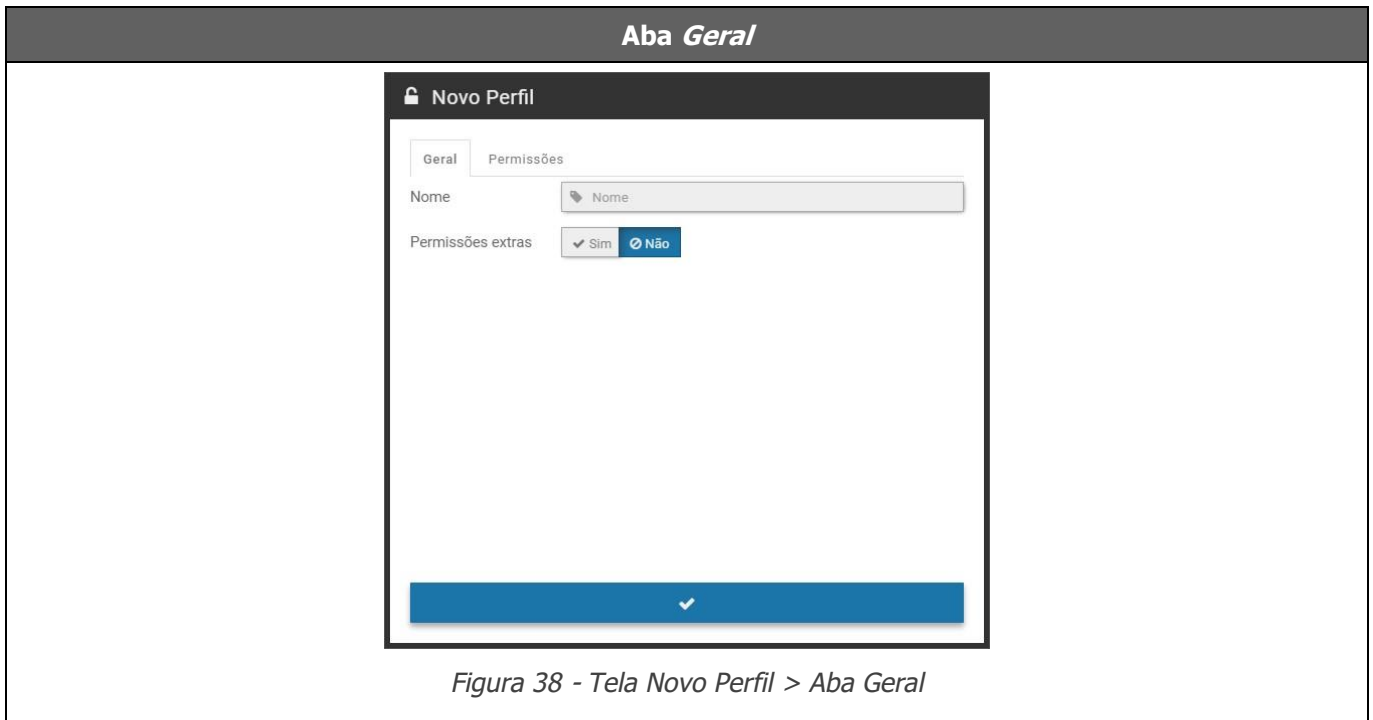 Aba Geral
Novo Perfil
Geral Permissões
Nome Nome
Permissões extras Sim Não
Figura 38 - Tela Novo Perfil > Aba Geral